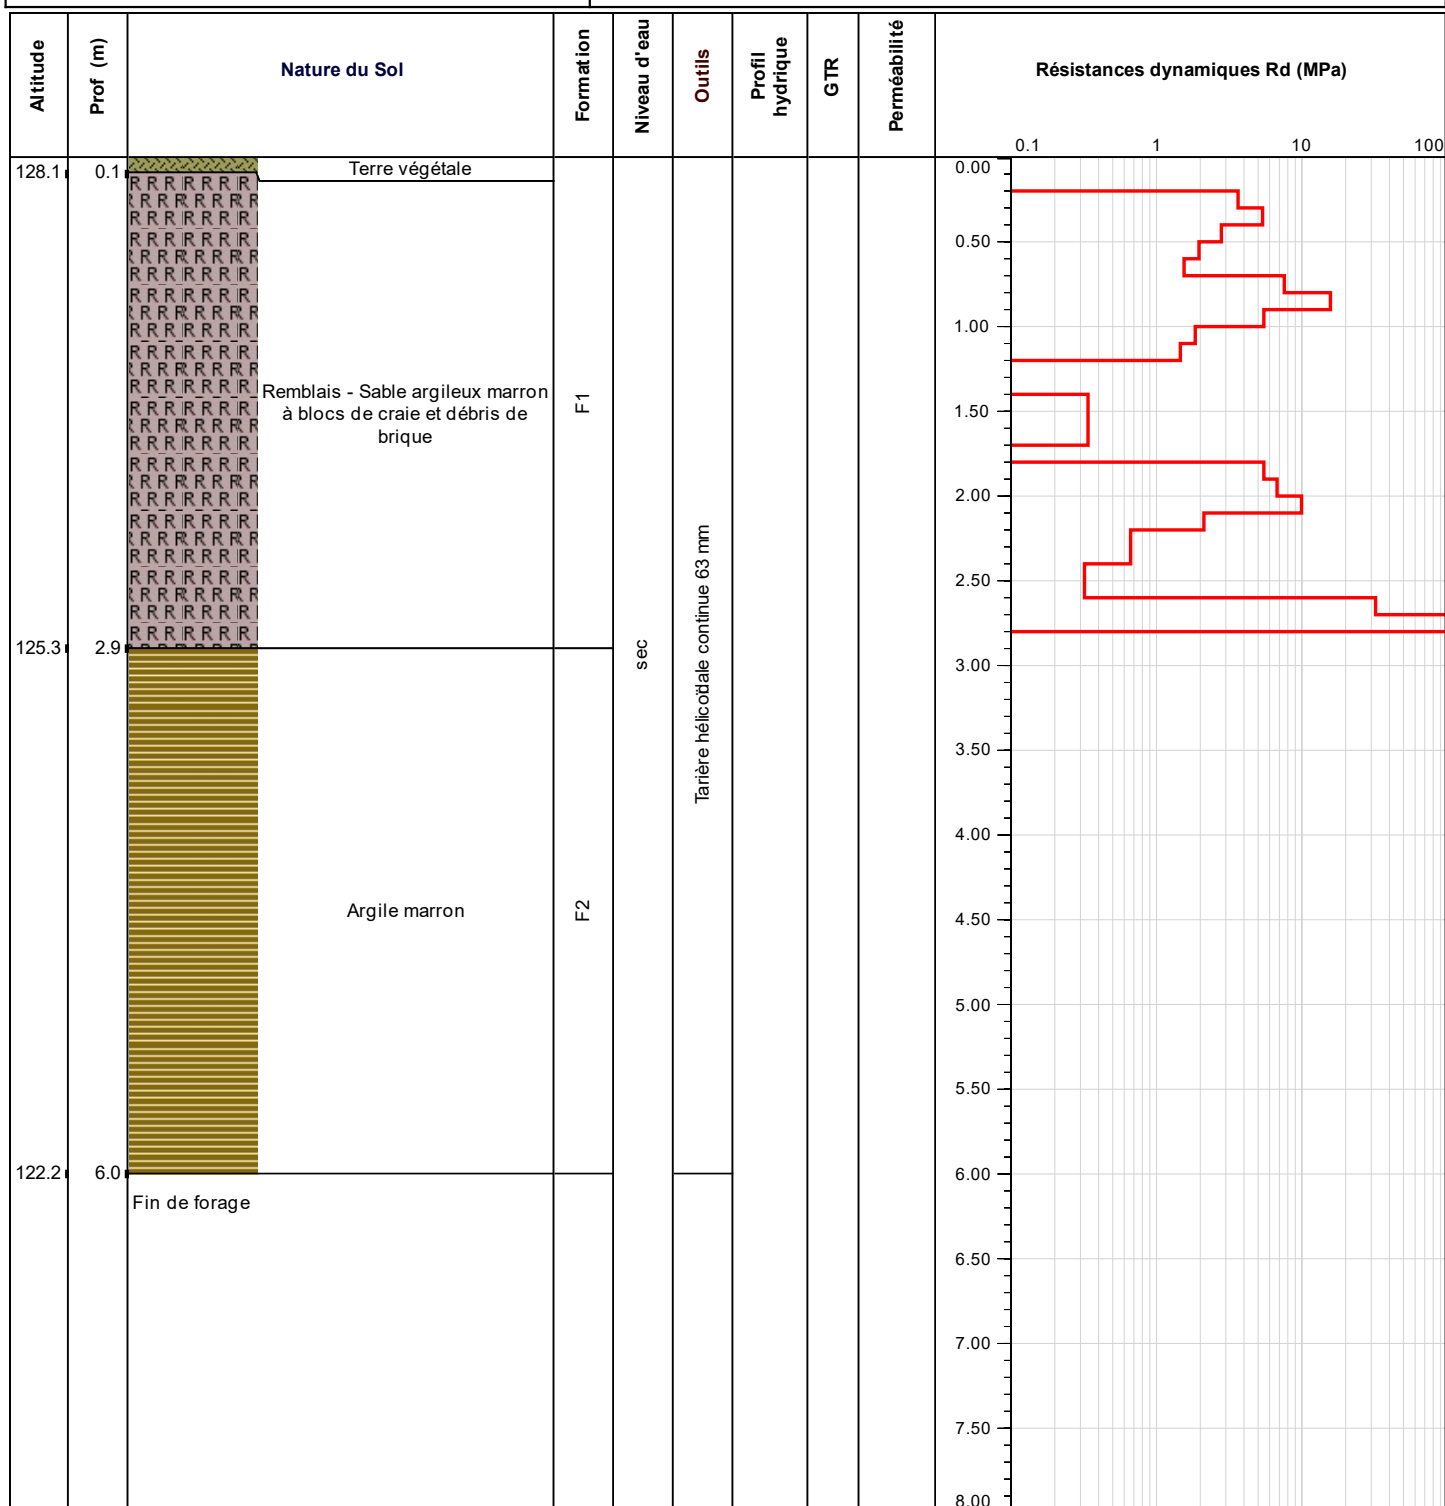 Altitude
Prof (m)
Nature du Sol
Formation
Niveau d'eau
Outils
Profil
hydrique
GTR
Perméabilité
Résistances dynamiques Rd (MPa)
0.1 1 10 100
128.1 0.1 Terre végétale
Remblais - Sable argileux marron
à blocs de craie et débris de
brique
F1
125.3 2.9
sec
Tarière hélicoïdale continue 63 mm
Argile marron
F2
122.2 6.0
Fin de forage
0.00
0.50
1.00
1.50
2.00
2.50
3.00
3.50
4.00
4.50
5.00
5.50
6.00
6.50
7.00
7.50
8.00